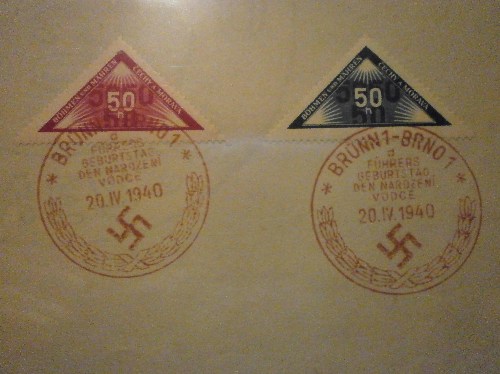 BÖHMEN UND MÄHREN
ČECHY A MORAVA
50
BÖHMEN UND MÄHREN
ČECHY A MORAVA
50
* BRÜNN 1 - BRNO 1 *
FÜHRERS
GEBURTSTAG
DEN NAROZENÍ
VŮDCE
20.IV.1940
* BRÜNN 1 - BRNO 1 *
FÜHRERS
GEBURTSTAG
DEN NAROZENÍ
VŮDCE
20.IV.1940